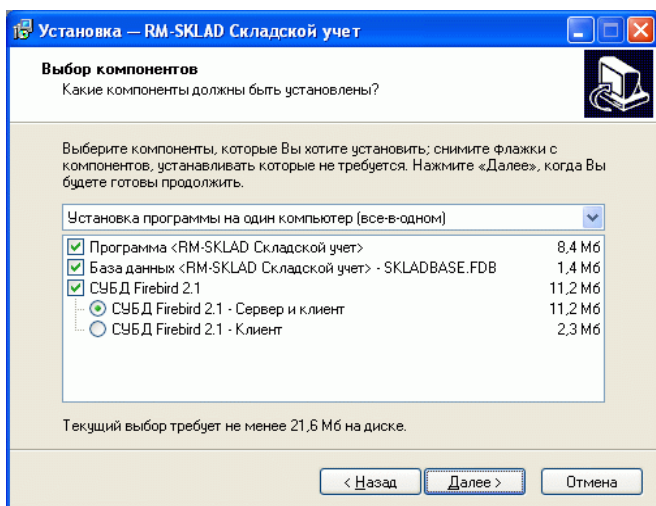 Установка — RM-SKLAD Складской учет
Выбор компонентов
Какие компоненты должны быть установлены?
Выберите компоненты, которые Вы хотите установить; снимите флажки с
компонентов, устанавливать которые не требуется. Нажмите «Далее», когда Вы
будете готовы продолжить.
Установка программы на один компьютер (все-в-одном)
Программа <RM-SKLAD Складской учет> 8,4 Мб
База данных <RM-SKLAD Складской учет> - SKLADBASE.FDB 1,4 Мб
СУБД Firebird 2.1 11,2 Мб
СУБД Firebird 2.1 - Сервер и клиент 11,2 Мб
СУБД Firebird 2.1 - Клиент 2,3 Мб
Текущий выбор требует не менее 21,6 Мб на диске.
< Назад Далее > Отмена